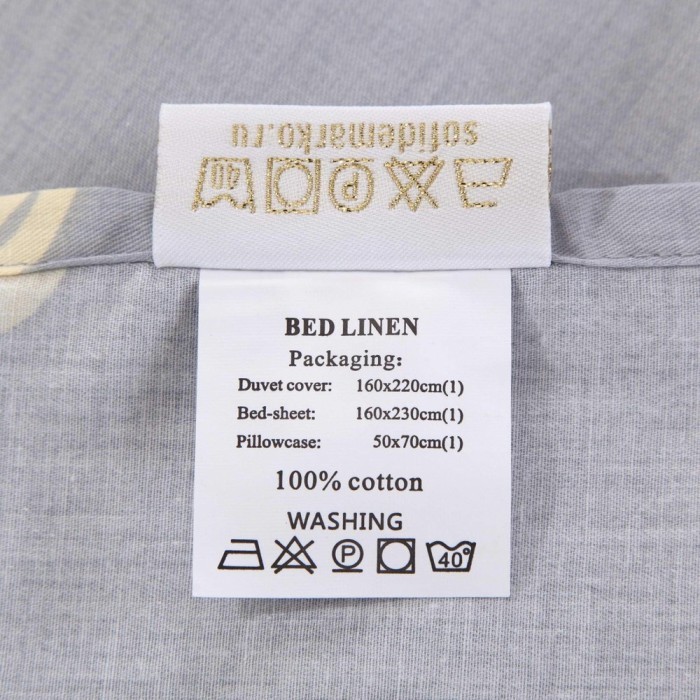 sofidemarko.ru
40
P
BED LINEN
Packaging:
Duvet cover: 160x220cm(1)
Bed-sheet: 160x230cm(1)
Pillowcase: 50x70cm(1)
100% cotton
WASHING
P 40°